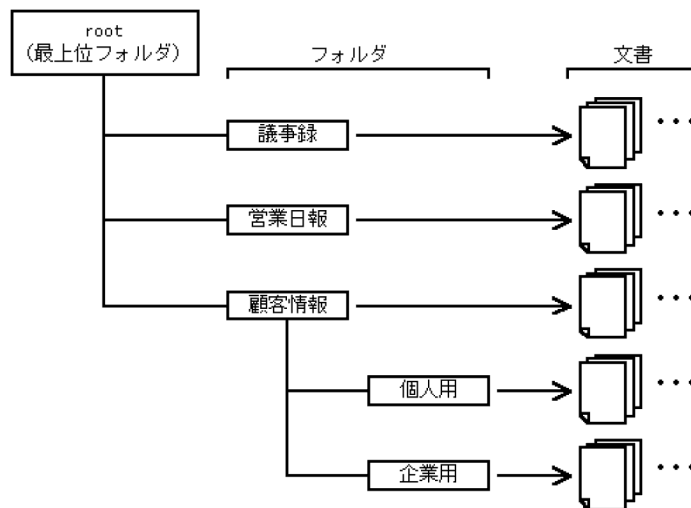 root
(最上位フォルダ)
フォルダ
文書
議事録
営業日報
顧客情報
個人用
企業用